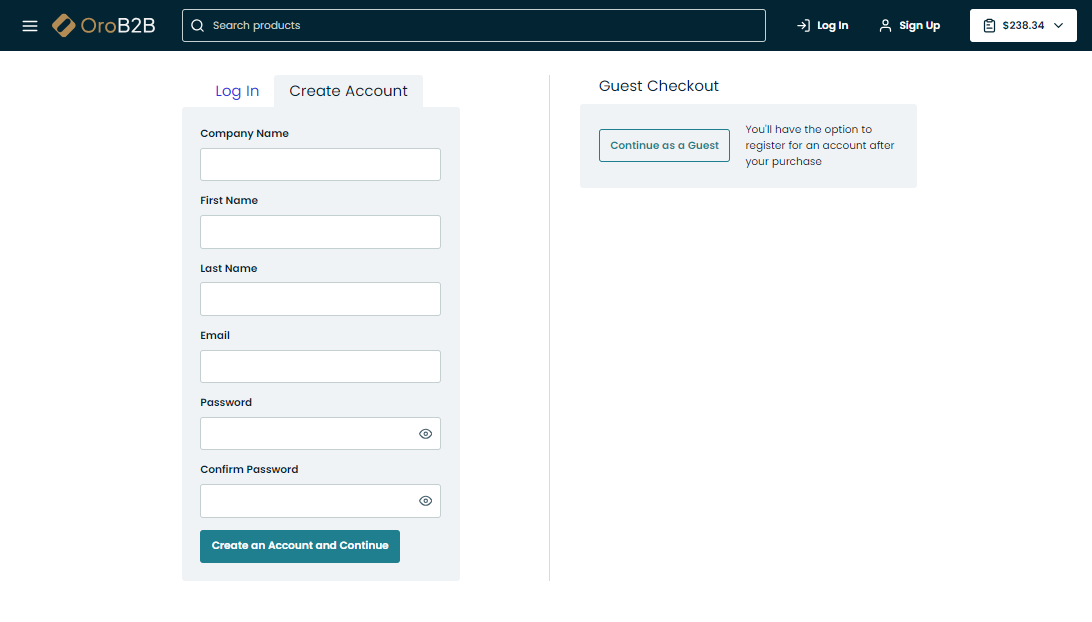 OroB2B
Search products
Log In
Sign Up
$238.34
Log In
Create Account
Company Name
First Name
Last Name
Email
Password
Confirm Password
Create an Account and Continue
Guest Checkout
Continue as a Guest
You'll have the option to
register for an account after
your purchase